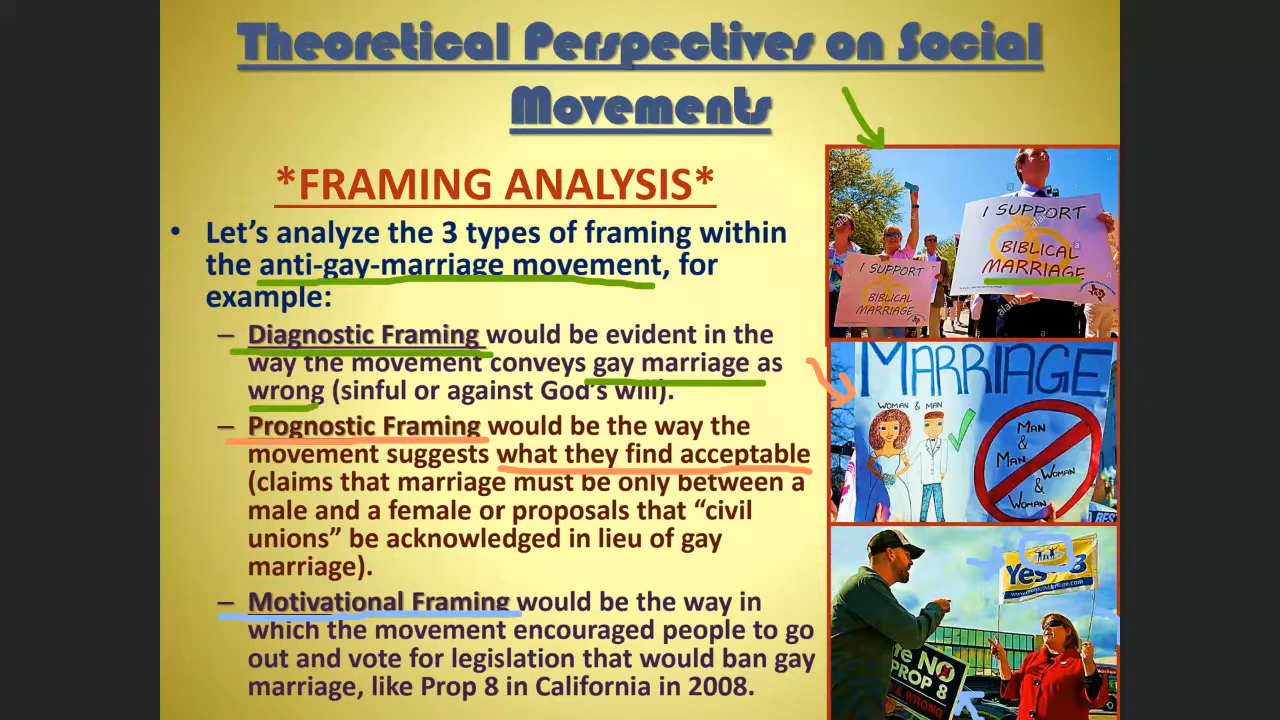 Theoretical Perspectives on Social
Movements
*FRAMING ANALYSIS*
• Let's analyze the 3 types of framing within
the anti-gay-marriage movement, for
example:
– Diagnostic Framing would be evident in the
way the movement conveys gay marriage as
wrong (sinful or against God's will).
– Prognostic Framing would be the way the
movement suggests what they find acceptable
(claims that marriage must be only between a
male and a female or proposals that "civil
unions" be acknowledged in lieu of gay
marriage).
– Motivational Framing would be the way in
which the movement encouraged people to go
out and vote for legislation that would ban gay
marriage, like Prop 8 in California in 2008.
I SUPPORT
BIBLICAL
MARRIAGE
I SUPPORT
BIBLICAL
MARRIAGE
MARRIAGE
WOMAN & MAN
MAN
&
MAN
WOMAN
&
WOMAN
Yes 8
NO
PROP 8
& WRONG